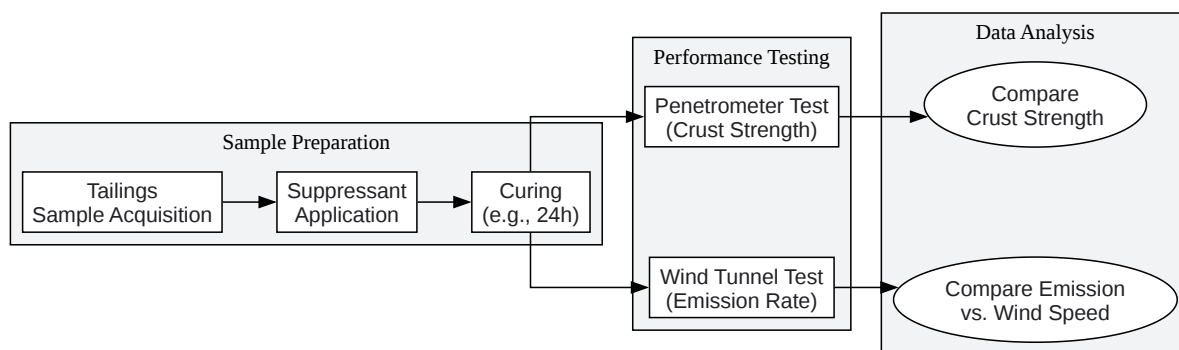 Sample Preparation
Tailings
Sample Acquisition
Suppressant
Application
Curing
(e.g., 24h)
Performance Testing
Penetrometer Test
(Crust Strength)
Wind Tunnel Test
(Emission Rate)
Data Analysis
Compare
Crust Strength
Compare Emission
vs. Wind Speed